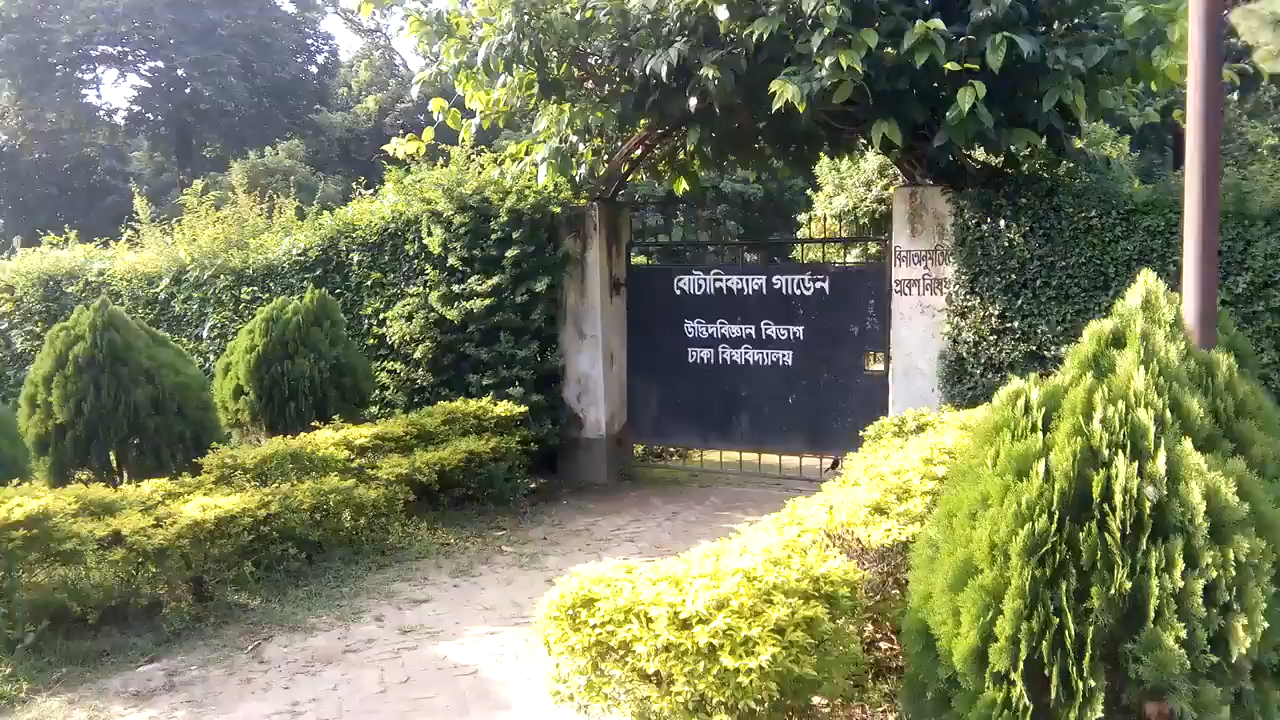 বোটানিক্যাল গার্ডেন
উদ্ভিদবিজ্ঞান বিভাগ
ঢাকা বিশ্ববিদ্যালয়
বিনা অনুমতিতে
প্রবেশ নিষেধ